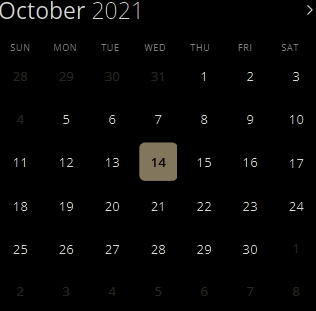 October 2021
SUN MON TUE WED THU FRI SAT
28 29 30 31 1 2 3
4 5 6 7 8 9 10
11 12 13 14 15 16 17
18 19 20 21 22 23 24
25 26 27 28 29 30 1
2 3 4 5 6 7 8